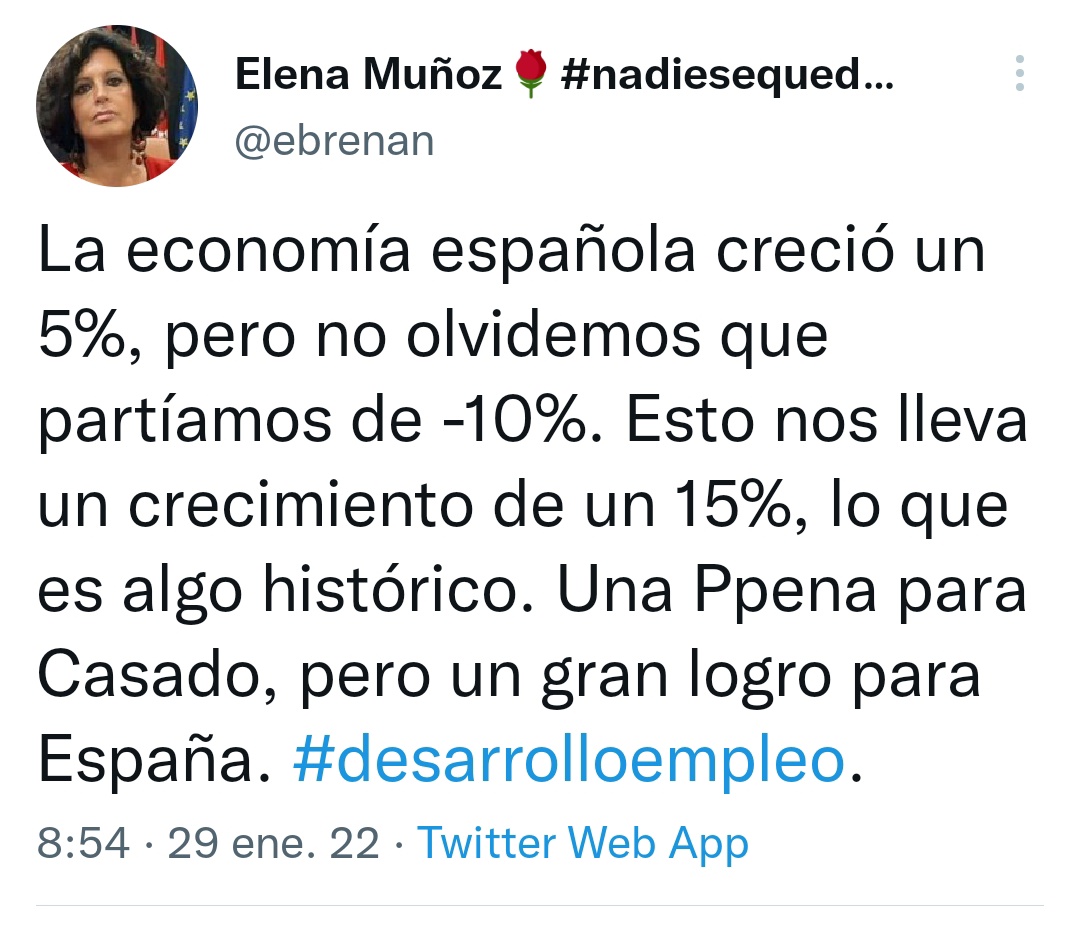 Elena Muñoz🌹#nadiesequed...
@ebrenan
La economía española creció un
5%, pero no olvidemos que
partíamos de -10%. Esto nos lleva
un crecimiento de un 15%, lo que
es algo histórico. Una Ppena para
Casado, pero un gran logro para
España. #desarrolloempleo.
8:54 · 29 ene. 22 · Twitter Web App